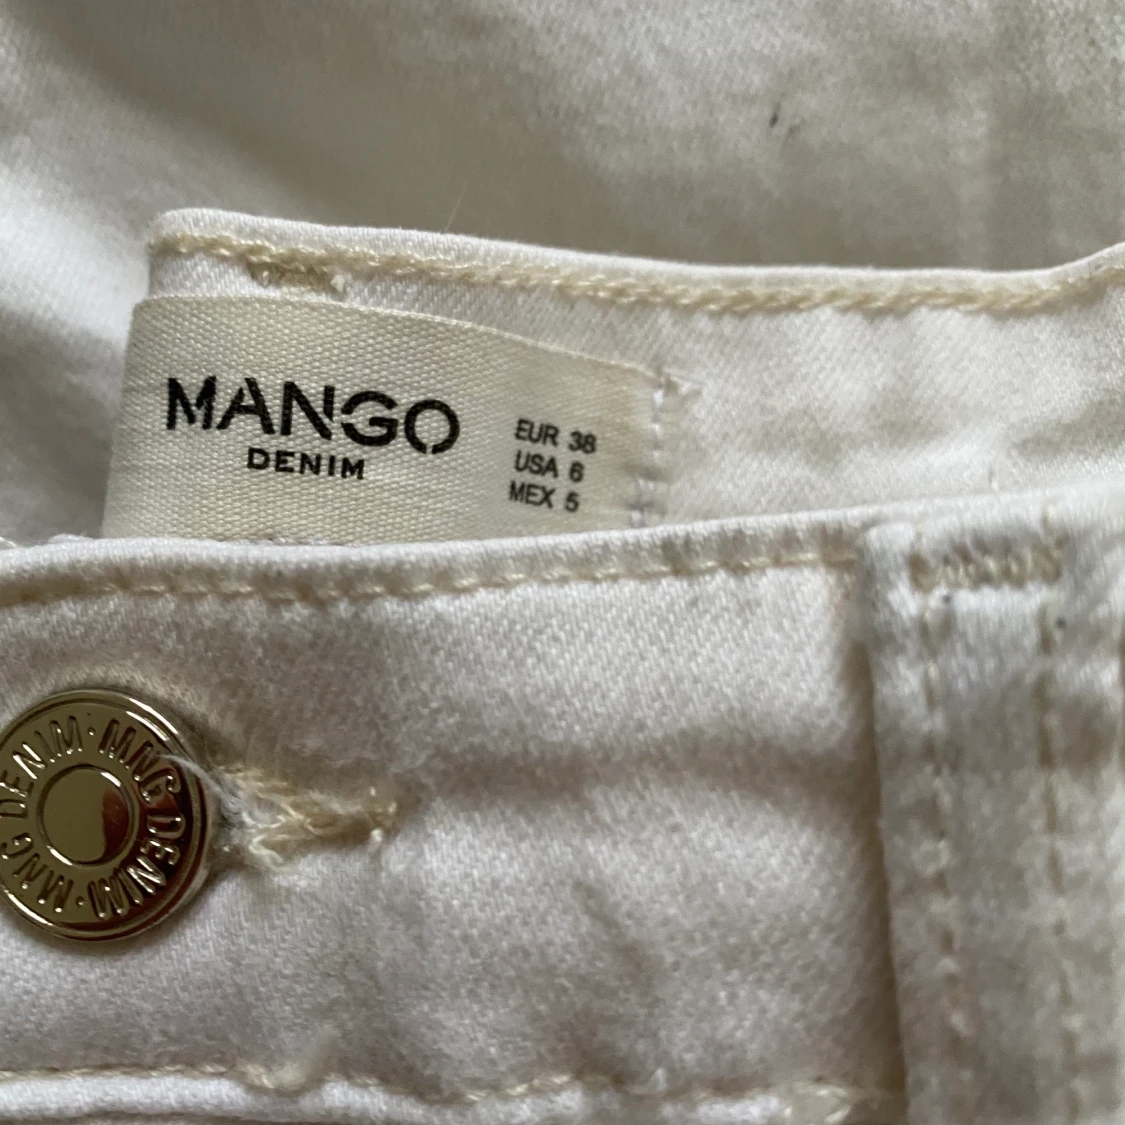 MANGO
DENIM
EUR 38
USA 6
MEX 5
MNG DENIM · MNG DENIM ·